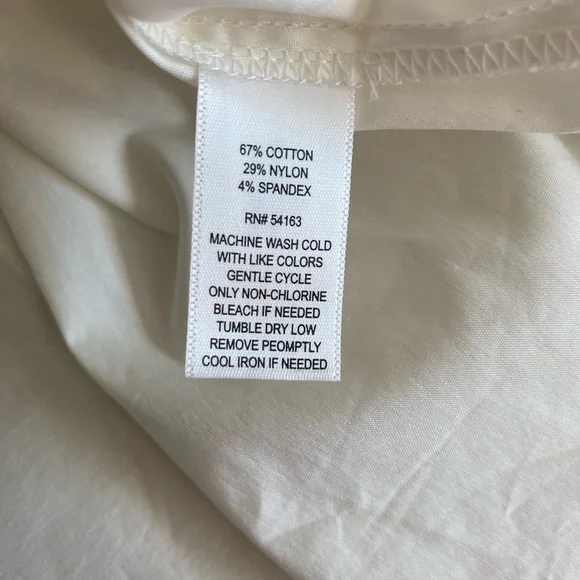 67% COTTON
29% NYLON
4% SPANDEX
RN# 54163
MACHINE WASH COLD
WITH LIKE COLORS
GENTLE CYCLE
ONLY NON-CHLORINE
BLEACH IF NEEDED
TUMBLE DRY LOW
REMOVE PEOMPTLY
COOL IRON IF NEEDED